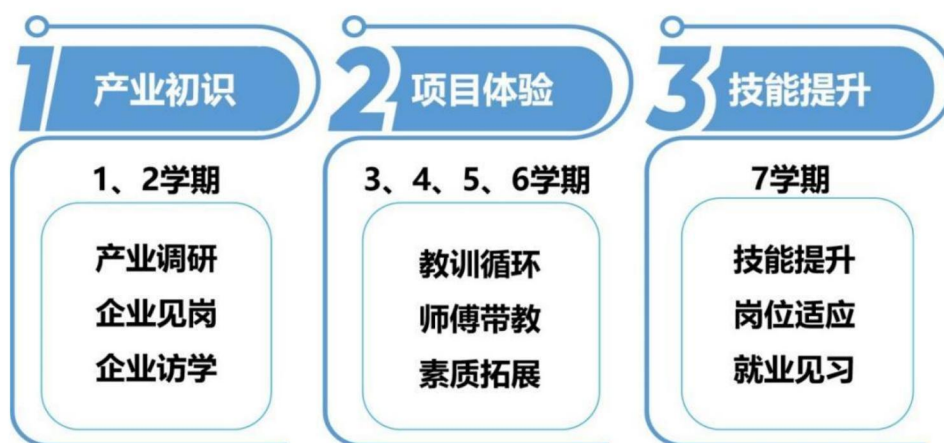 1 产业初识
1、2学期
产业调研
企业见岗
企业访学
2 项目体验
3、4、5、6学期
教训循环
师傅带教
素质拓展
3 技能提升
7学期
技能提升
岗位适应
就业见习